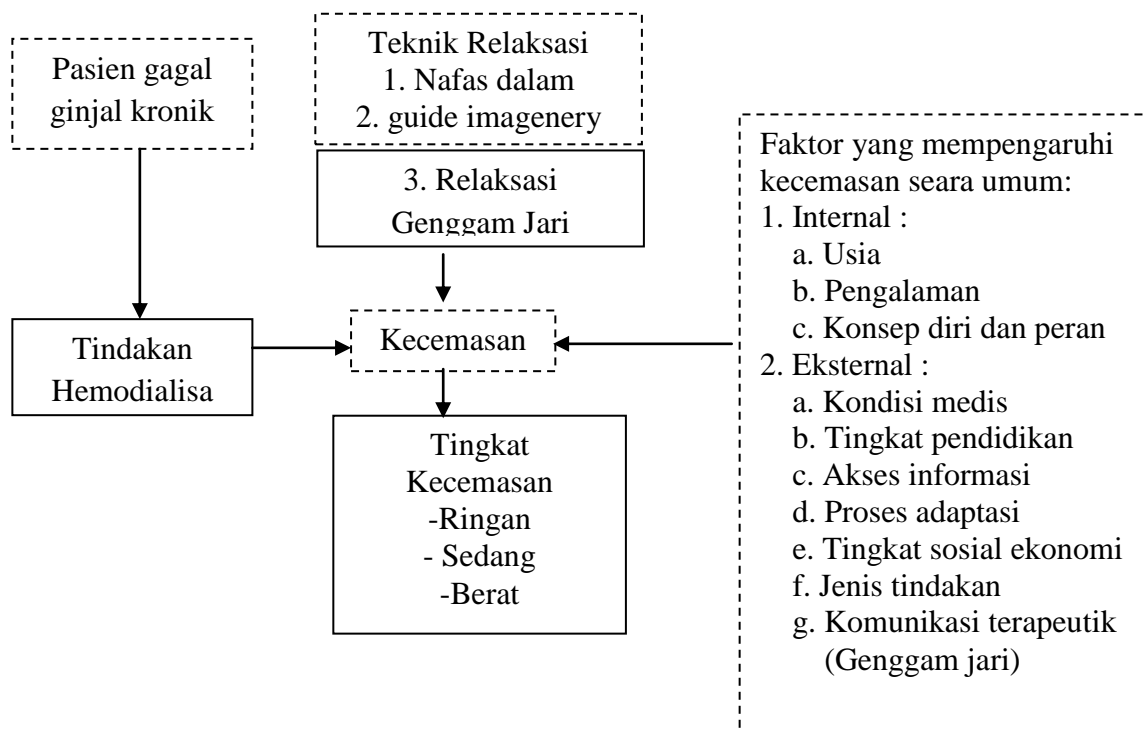 Pasien gagal
ginjal kronik
Teknik Relaksasi
1. Nafas dalam
2. guide imagenery
3. Relaksasi
Genggam Jari
Tindakan
Hemodialisa
Kecemasan
Tingkat
Kecemasan
-Ringan
- Sedang
-Berat
Faktor yang mempengaruhi
kecemasan seara umum:
1. Internal :
a. Usia
b. Pengalaman
c. Konsep diri dan peran
2. Eksternal :
a. Kondisi medis
b. Tingkat pendidikan
c. Akses informasi
d. Proses adaptasi
e. Tingkat sosial ekonomi
f. Jenis tindakan
g. Komunikasi terapeutik
(Genggam jari)